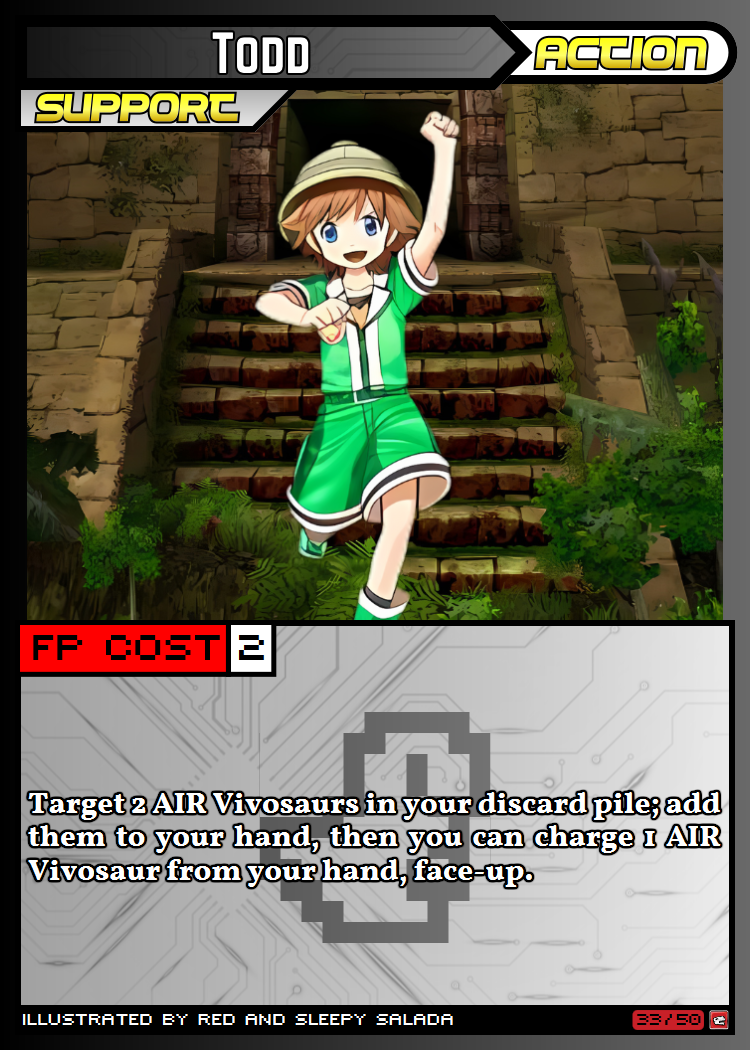 Todd
ACTION
SUPPORT
FP COST 2
Target 2 AIR Vivosaurs in your discard pile; add
them to your hand, then you can charge 1 AIR
Vivosaur from your hand, face-up.
ILLUSTRATED BY RED AND SLEEPY SALADA
33/50